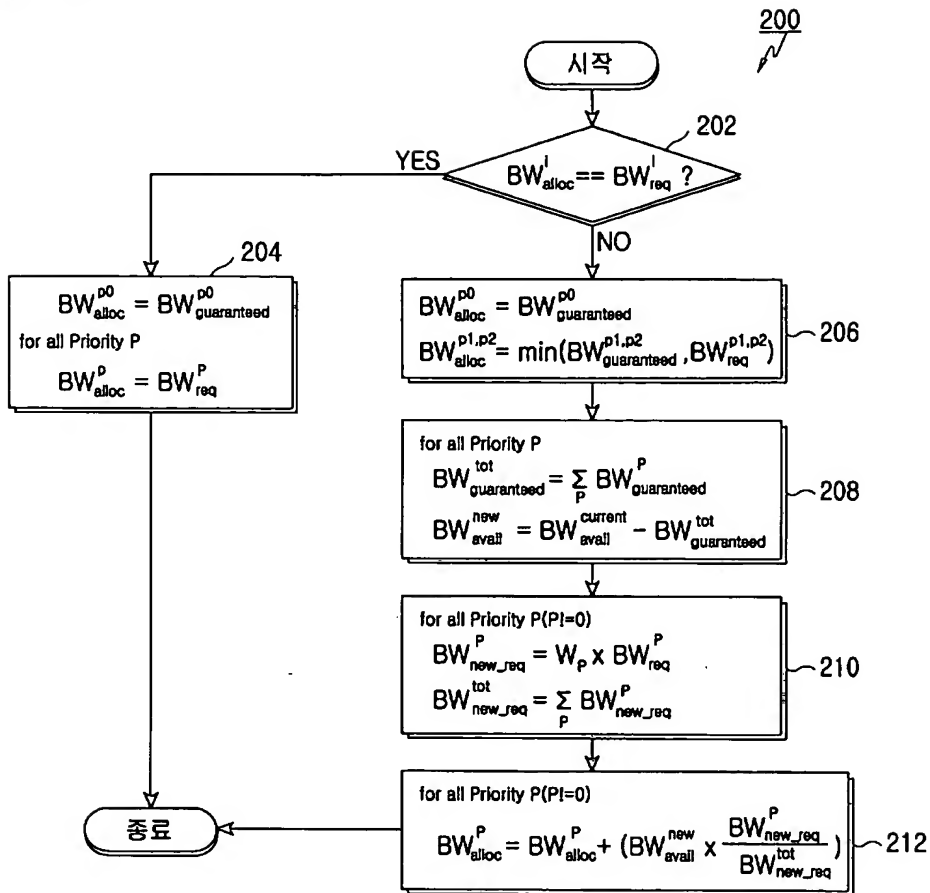 200
시작
202
YES
BW^i_alloc == BW^i_req ?
NO
204
BW^p0_alloc = BW^p0_guaranteed
for all Priority P
BW^p_alloc = BW^P_req
BW^p0_alloc = BW^p0_guaranteed
BW^p1,p2_alloc = min(BW^p1,p2_guaranteed, BW^p1,p2_req)
206
for all Priority P
BW^tot_guaranteed = Σ_P BW^P_guaranteed
BW^new_avail = BW^current_avail - BW^tot_guaranteed
208
for all Priority P(P!=0)
BW^P_new_req = W_P x BW^P_req
BW^tot_new_req = Σ_P BW^P_new_req
210
for all Priority P(P!=0)
BW^P_alloc = BW^P_alloc + (BW^new_avail x BW^P_new_req / BW^tot_new_req)
212
종료